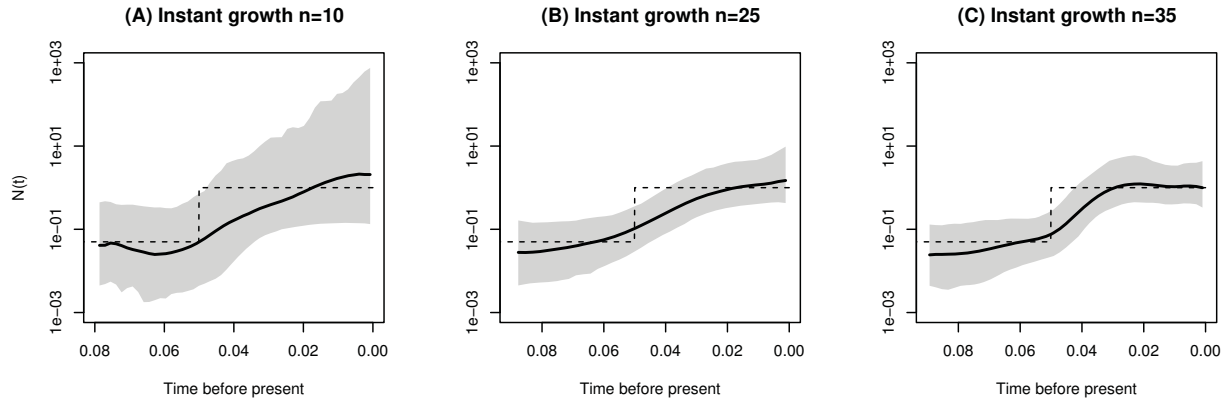 (A) Instant growth n=10
(B) Instant growth n=25
(C) Instant growth n=35
N(t)
1e+03
1e+01
1e−01
1e−03
0.08 0.06 0.04 0.02 0.00
Time before present
1e+03
1e+01
1e−01
1e−03
0.08 0.06 0.04 0.02 0.00
Time before present
1e+03
1e+01
1e−01
1e−03
0.08 0.06 0.04 0.02 0.00
Time before present